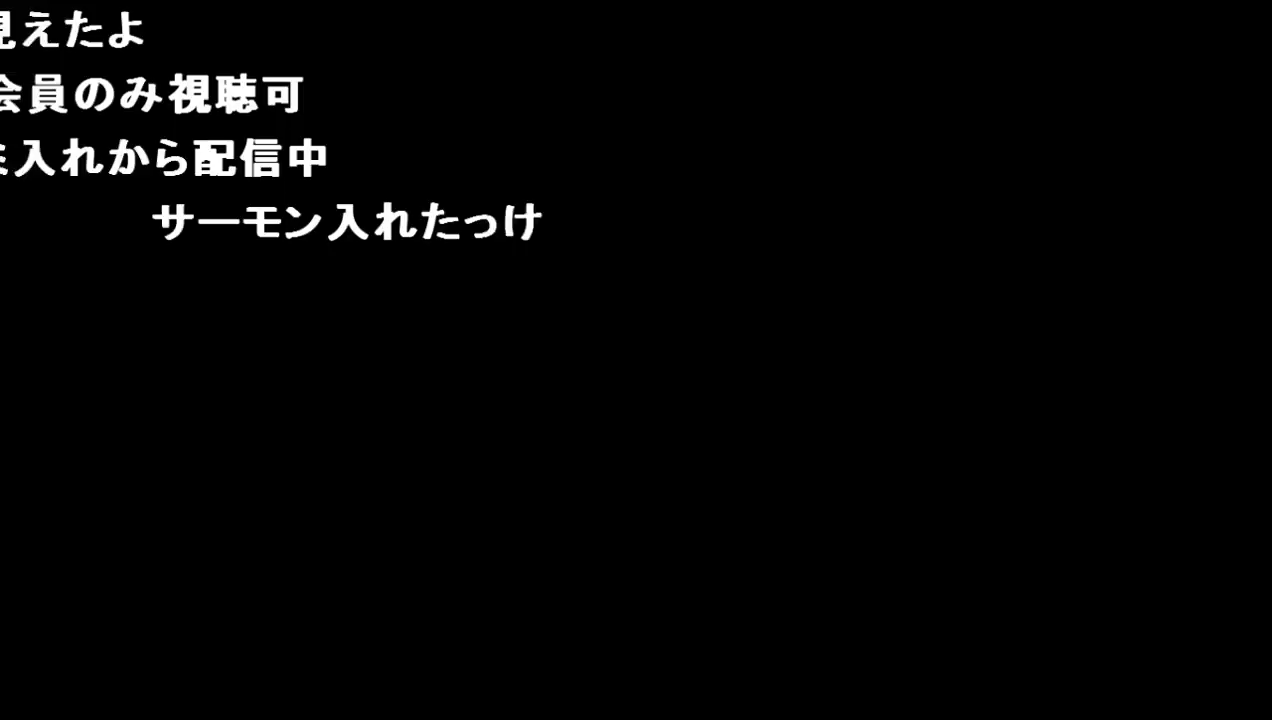 見えたよ
会員のみ視聴可
ま入れから配信中
サーモン入れたっけ